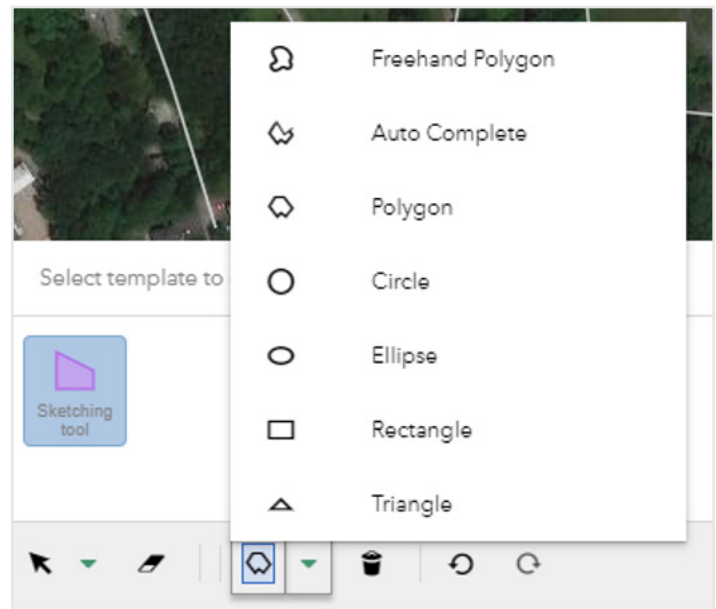 Freehand Polygon
Auto Complete
Polygon
Select template to
Circle
Ellipse
Rectangle
Triangle
Sketching
tool